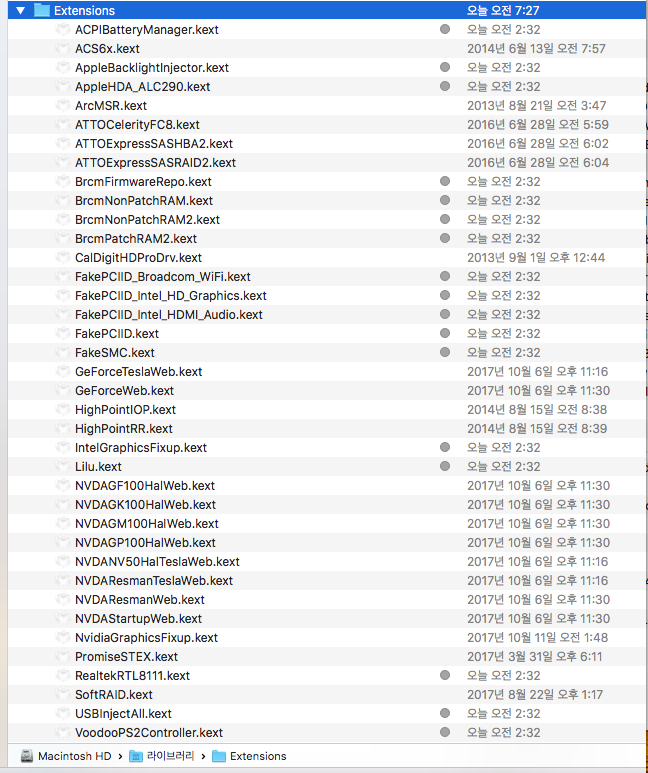 Extensions 오늘 오전 7:27
ACPIBatteryManager.kext 오늘 오전 2:32
ACS6x.kext 2014년 6월 13일 오전 7:57
AppleBacklightInjector.kext 오늘 오전 2:32
AppleHDA_ALC290.kext 오늘 오전 2:32
ArcMSR.kext 2013년 8월 21일 오전 3:47
ATTOCelerityFC8.kext 2016년 6월 28일 오전 5:59
ATTOExpressSASHBA2.kext 2016년 6월 28일 오전 6:02
ATTOExpressSASRAID2.kext 2016년 6월 28일 오전 6:04
BrcmFirmwareRepo.kext 오늘 오전 2:32
BrcmNonPatchRAM.kext 오늘 오전 2:32
BrcmNonPatchRAM2.kext 오늘 오전 2:32
BrcmPatchRAM2.kext 오늘 오전 2:32
CalDigitHDProDrv.kext 2013년 9월 1일 오후 12:44
FakePCIID_Broadcom_WiFi.kext 오늘 오전 2:32
FakePCIID_Intel_HD_Graphics.kext 오늘 오전 2:32
FakePCIID_Intel_HDMI_Audio.kext 오늘 오전 2:32
FakePCIID.kext 오늘 오전 2:32
FakeSMC.kext 오늘 오전 2:32
GeForceTeslaWeb.kext 2017년 10월 6일 오후 11:16
GeForceWeb.kext 2017년 10월 6일 오후 11:30
HighPointIOP.kext 2014년 8월 15일 오전 8:38
HighPointRR.kext 2014년 8월 15일 오전 8:39
IntelGraphicsFixup.kext 오늘 오전 2:32
Lilu.kext 오늘 오전 2:32
NVDAGF100HalWeb.kext 2017년 10월 6일 오후 11:30
NVDAGK100HalWeb.kext 2017년 10월 6일 오후 11:30
NVDAGM100HalWeb.kext 2017년 10월 6일 오후 11:30
NVDAGP100HalWeb.kext 2017년 10월 6일 오후 11:30
NVDANV50HalTeslaWeb.kext 2017년 10월 6일 오후 11:16
NVDAResmanTeslaWeb.kext 2017년 10월 6일 오후 11:16
NVDAResmanWeb.kext 2017년 10월 6일 오후 11:30
NVDAStartupWeb.kext 2017년 10월 6일 오후 11:30
NvidiaGraphicsFixup.kext 2017년 10월 11일 오전 1:48
PromiseSTEX.kext 2017년 3월 31일 오후 6:11
RealtekRTL8111.kext 오늘 오전 2:32
SoftRAID.kext 2017년 8월 22일 오후 1:17
USBInjectAll.kext 오늘 오전 2:32
VoodooPS2Controller.kext 오늘 오전 2:32
Macintosh HD › 라이브러리 › Extensions